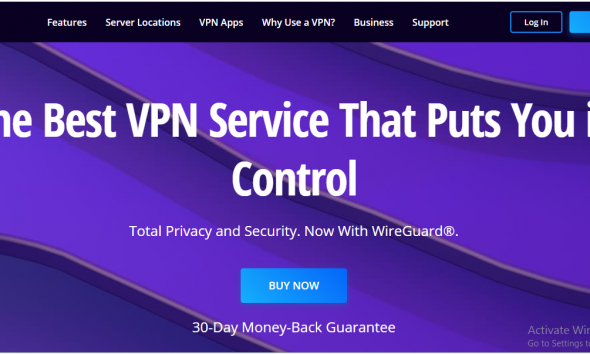 Features Server Locations VPN Apps Why Use a VPN? Business Support Log In
he Best VPN Service That Puts You i
Control
Total Privacy and Security. Now With WireGuard®.
BUY NOW
30-Day Money-Back Guarantee
Activate Win
Go to Settings to